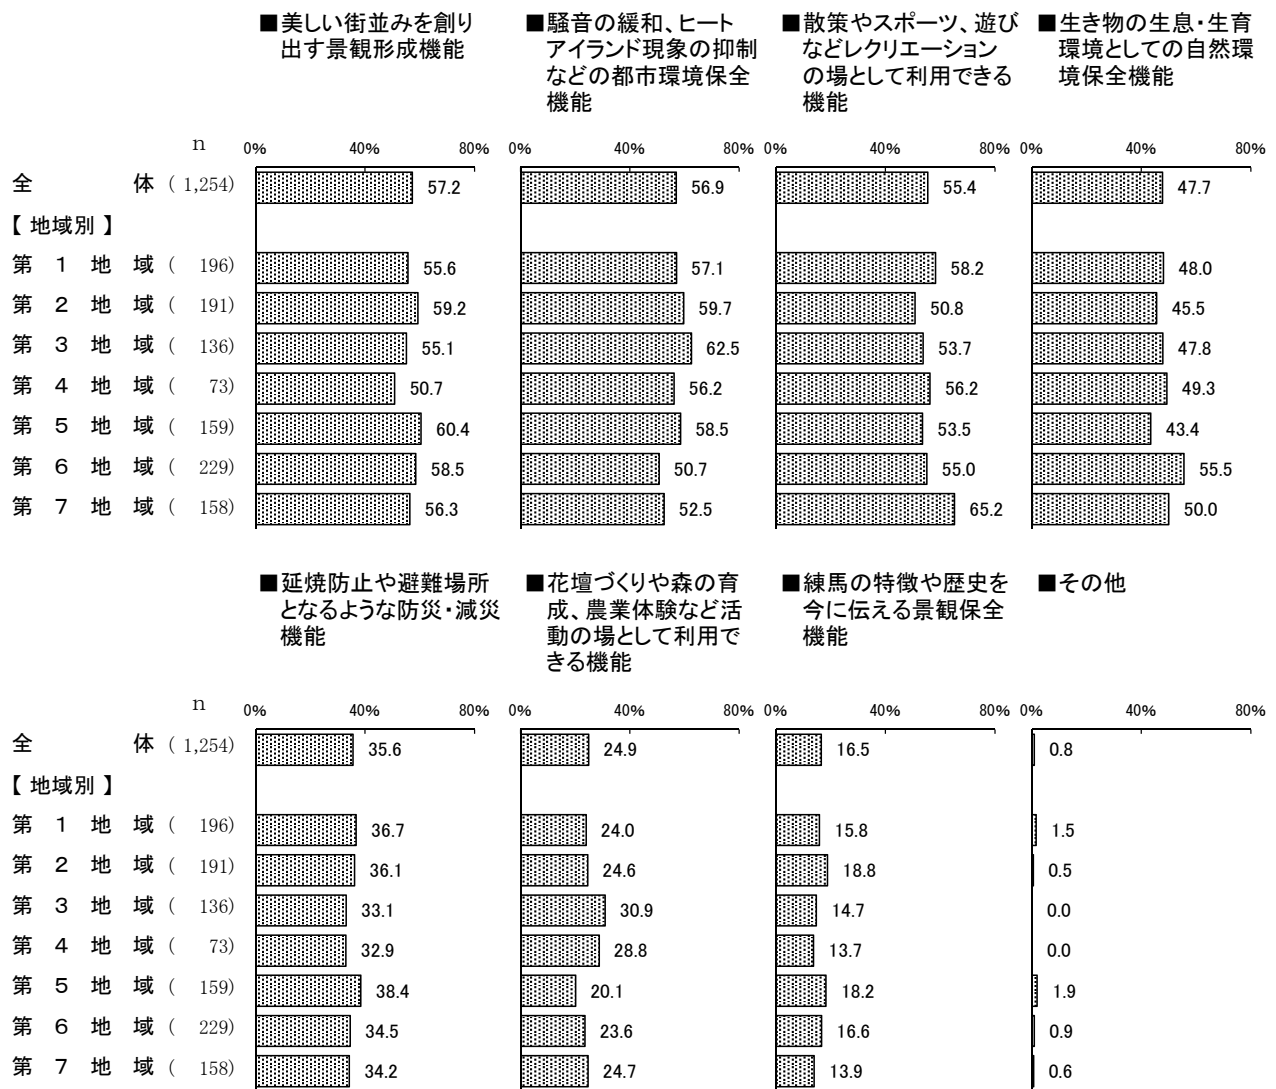 ■美しい街並みを創り
出す景観形成機能
■騒音の緩和、ヒート
アイランド現象の抑制
などの都市環境保全
機能
■散策やスポーツ、遊び
などレクリエーション
の場として利用できる
機能
■生き物の生息・生育
環境としての自然環
境保全機能
n 0% 40% 80% 0% 40% 80% 0% 40% 80% 0% 40% 80%
全 体 ( 1,254) 57.2 56.9 55.4 47.7
【 地域別 】
第 1 地 域 ( 196) 55.6 57.1 58.2 48.0
第 2 地 域 ( 191) 59.2 59.7 50.8 45.5
第 3 地 域 ( 136) 55.1 62.5 53.7 47.8
第 4 地 域 ( 73) 50.7 56.2 56.2 49.3
第 5 地 域 ( 159) 60.4 58.5 53.5 43.4
第 6 地 域 ( 229) 58.5 50.7 55.0 55.5
第 7 地 域 ( 158) 56.3 52.5 65.2 50.0
■延焼防止や避難場所
となるような防災・減災
機能
■花壇づくりや森の育
成、農業体験など活
動の場として利用で
きる機能
■練馬の特徴や歴史を
今に伝える景観保全
機能
■その他
n 0% 40% 80% 0% 40% 80% 0% 40% 80% 0% 40% 80%
全 体 ( 1,254) 35.6 24.9 16.5 0.8
【 地域別 】
第 1 地 域 ( 196) 36.7 24.0 15.8 1.5
第 2 地 域 ( 191) 36.1 24.6 18.8 0.5
第 3 地 域 ( 136) 33.1 30.9 14.7 0.0
第 4 地 域 ( 73) 32.9 28.8 13.7 0.0
第 5 地 域 ( 159) 38.4 20.1 18.2 1.9
第 6 地 域 ( 229) 34.5 23.6 16.6 0.9
第 7 地 域 ( 158) 34.2 24.7 13.9 0.6